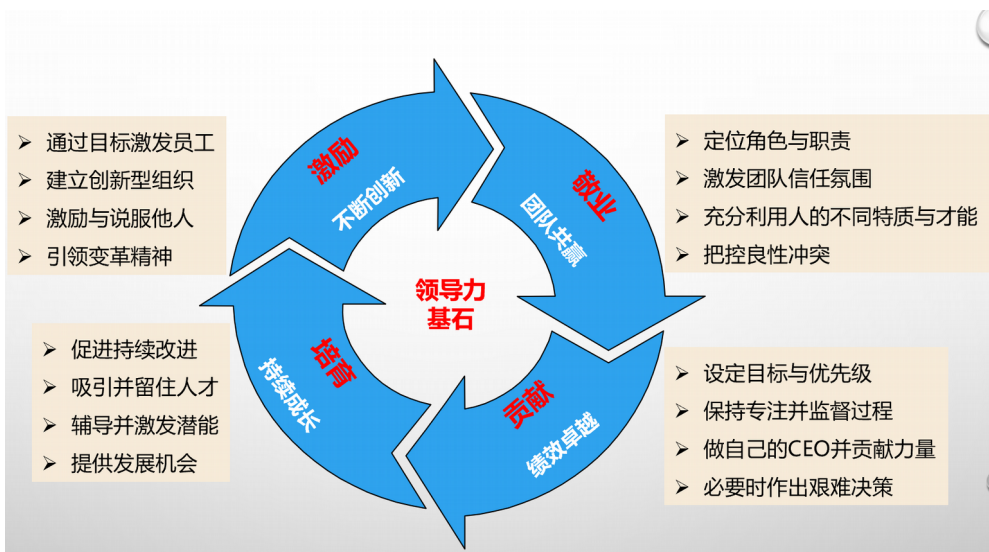 激励
不断创新
➢ 通过目标激发员工
➢ 建立创新型组织
➢ 激励与说服他人
➢ 引领变革精神
敬业
团队共赢
➢ 定位角色与职责
➢ 激发团队信任氛围
➢ 充分利用人的不同特质与才能
➢ 把控良性冲突
领导力
基石
培育
持续成长
➢ 促进持续改进
➢ 吸引并留住人才
➢ 辅导并激发潜能
➢ 提供发展机会
贡献
绩效卓越
➢ 设定目标与优先级
➢ 保持专注并监督过程
➢ 做自己的CEO并贡献力量
➢ 必要时作出艰难决策